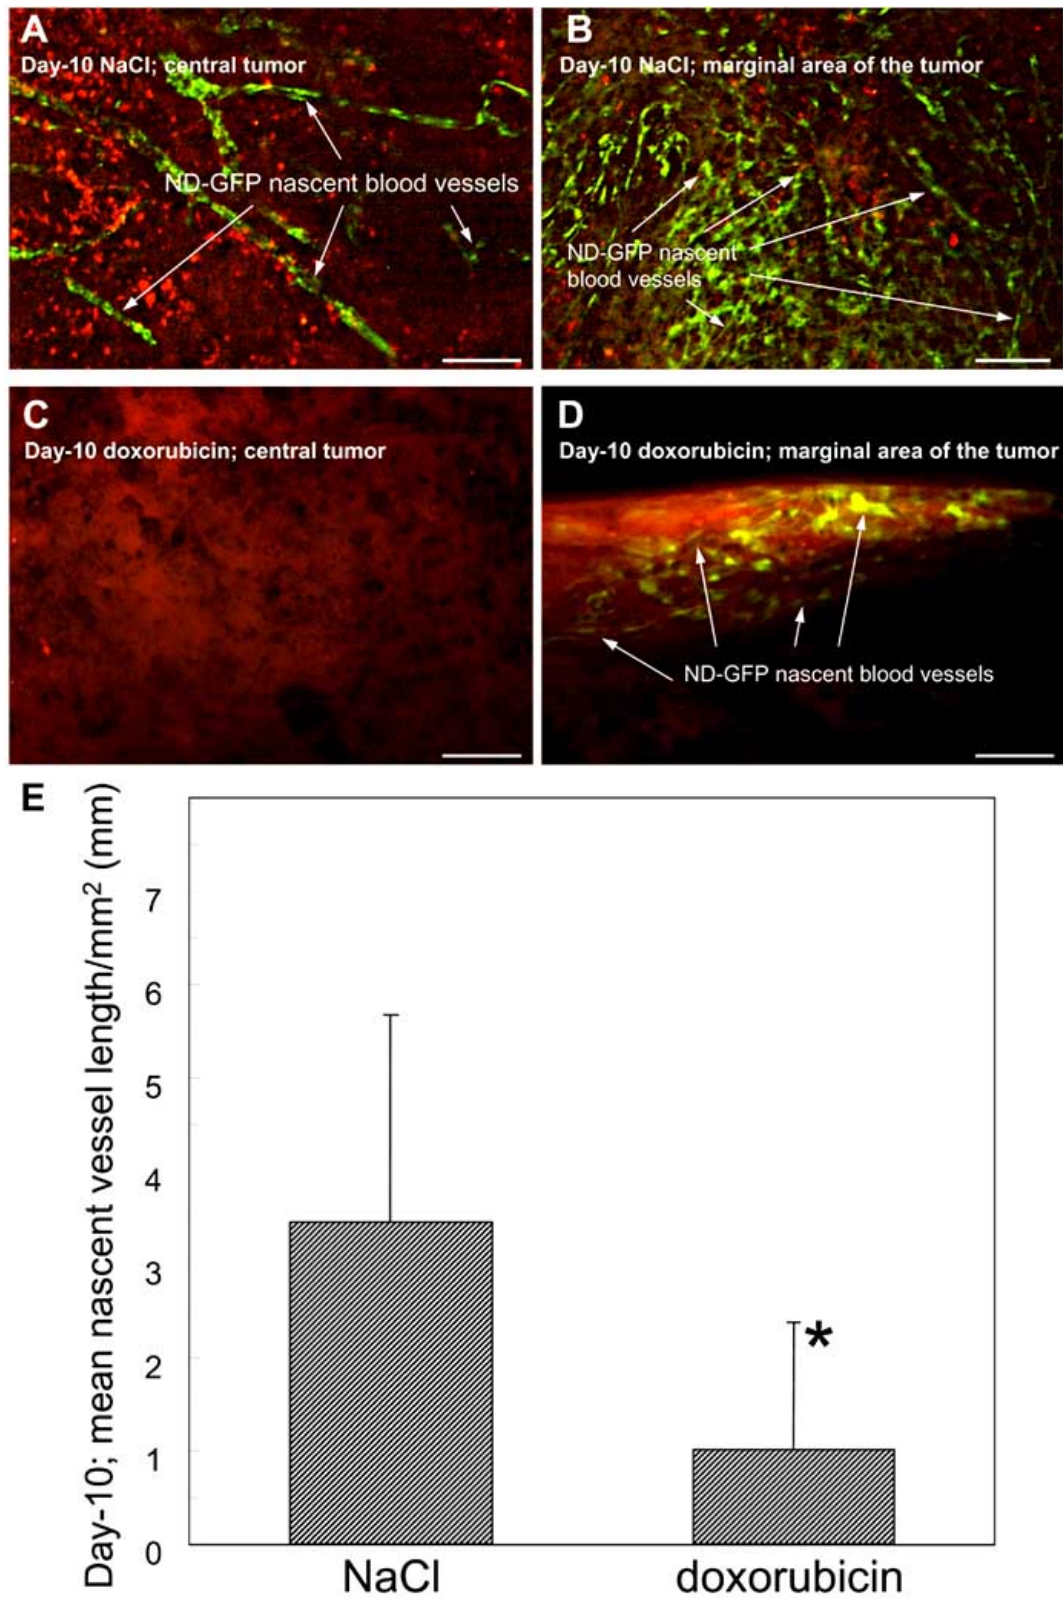 A
Day-10 NaCl; central tumor
ND-GFP nascent blood vessels
B
Day-10 NaCl; marginal area of the tumor
ND-GFP nascent
blood vessels
C
Day-10 doxorubicin; central tumor
D
Day-10 doxorubicin; marginal area of the tumor
ND-GFP nascent blood vessels
E
Day-10; mean nascent vessel length/mm² (mm)
7
6
5
4
3
2
1
0
*
NaCl
doxorubicin